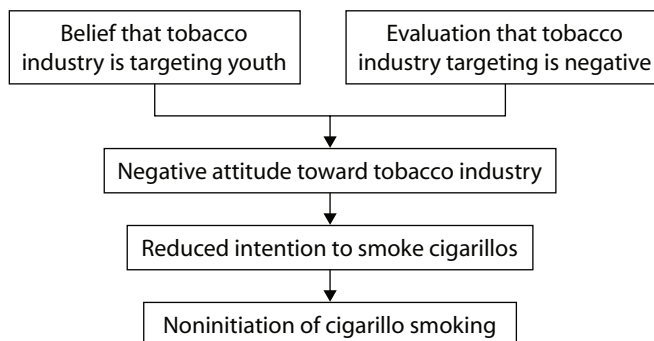 Belief that tobacco
industry is targeting youth
Evaluation that tobacco
industry targeting is negative
Negative attitude toward tobacco industry
Reduced intention to smoke cigarillos
Noninitiation of cigarillo smoking